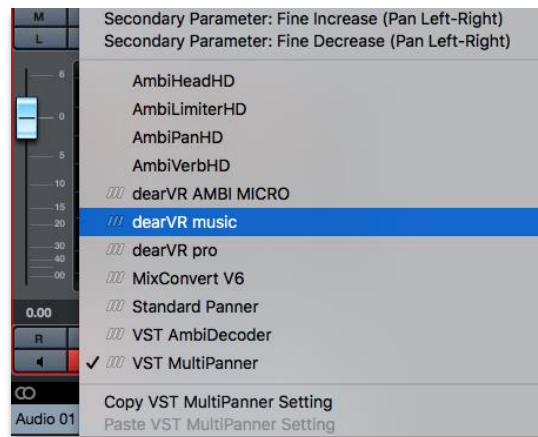 M
L
6
0
5
10
15
20
30
40
00
0.00
R
Audio 01
Secondary Parameter: Fine Increase (Pan Left-Right)
Secondary Parameter: Fine Decrease (Pan Left-Right)
AmbiHeadHD
AmbiLimiterHD
AmbiPanHD
AmbiVerbHD
dearVR AMBI MICRO
dearVR music
dearVR pro
MixConvert V6
Standard Panner
VST AmbiDecoder
VST MultiPanner
Copy VST MultiPanner Setting
Paste VST MultiPanner Setting